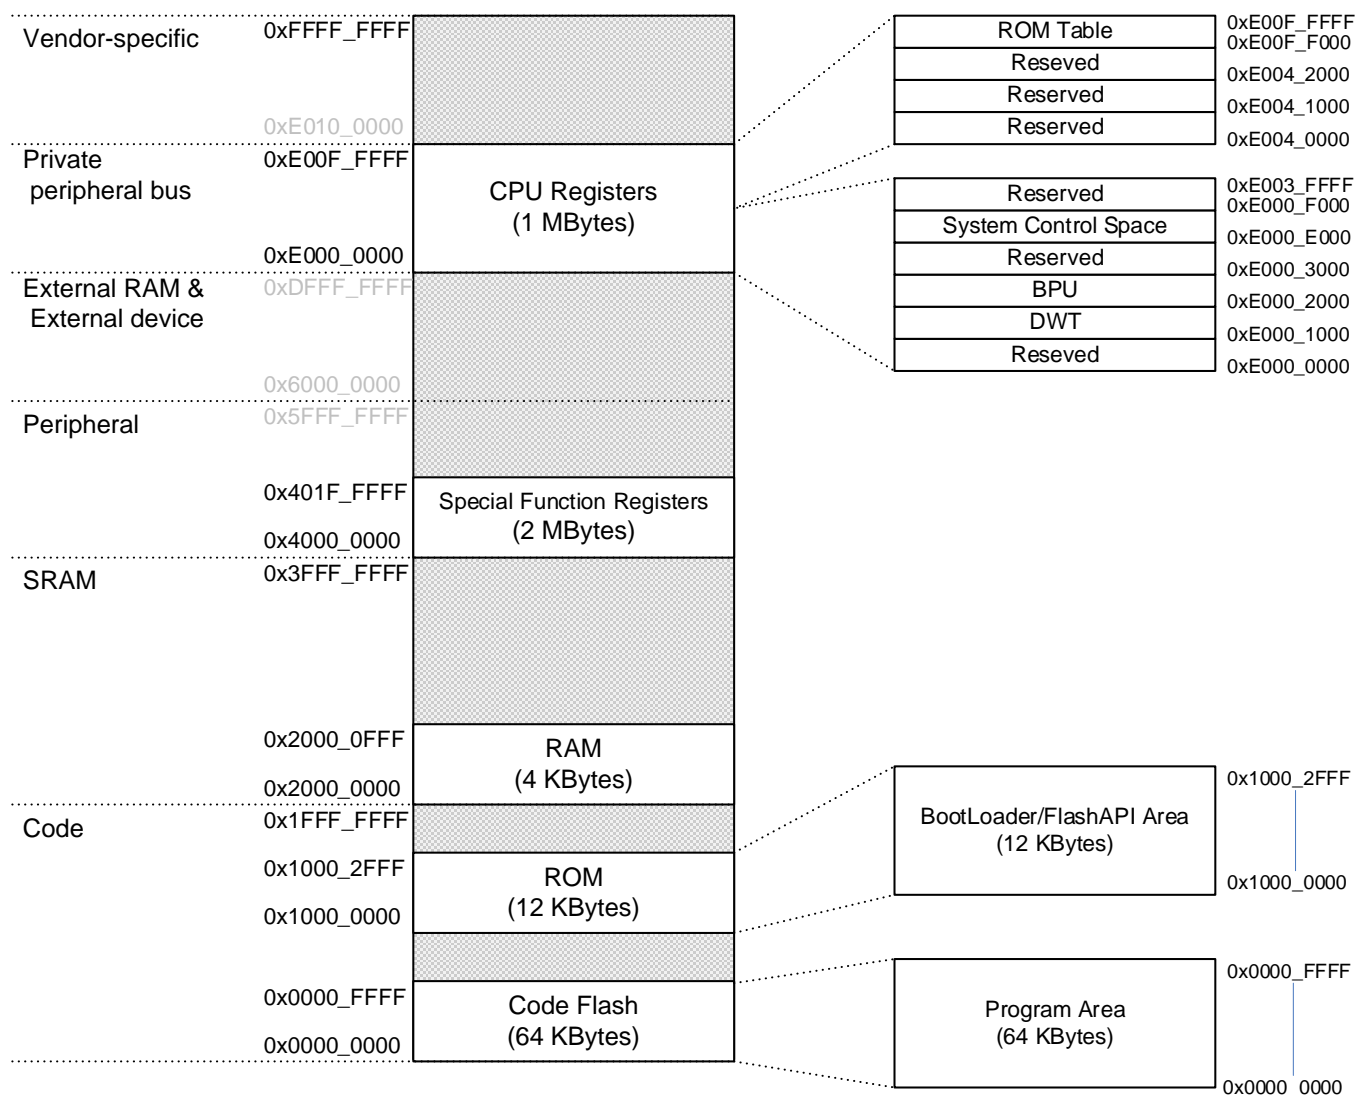 Vendor-specific
0xFFFF_FFFF
0xE010_0000
Private
peripheral bus
0xE00F_FFFF
0xE000_0000
CPU Registers
(1 MBytes)
External RAM &
External device
0xDFFF_FFFF
0x6000_0000
Peripheral
0x5FFF_FFFF
0x401F_FFFF
0x4000_0000
Special Function Registers
(2 MBytes)
SRAM
0x3FFF_FFFF
0x2000_0FFF
0x2000_0000
RAM
(4 KBytes)
Code
0x1FFF_FFFF
0x1000_2FFF
0x1000_0000
ROM
(12 KBytes)
0x0000_FFFF
0x0000_0000
Code Flash
(64 KBytes)
ROM Table
Reseved
Reserved
Reserved
0xE00F_FFFF
0xE00F_F000
0xE004_2000
0xE004_1000
0xE004_0000
Reserved
System Control Space
Reserved
BPU
DWT
Reseved
0xE003_FFFF
0xE000_F000
0xE000_E000
0xE000_3000
0xE000_2000
0xE000_1000
0xE000_0000
BootLoader/FlashAPI Area
(12 KBytes)
0x1000_2FFF
0x1000_0000
Program Area
(64 KBytes)
0x0000_FFFF
0x0000_0000